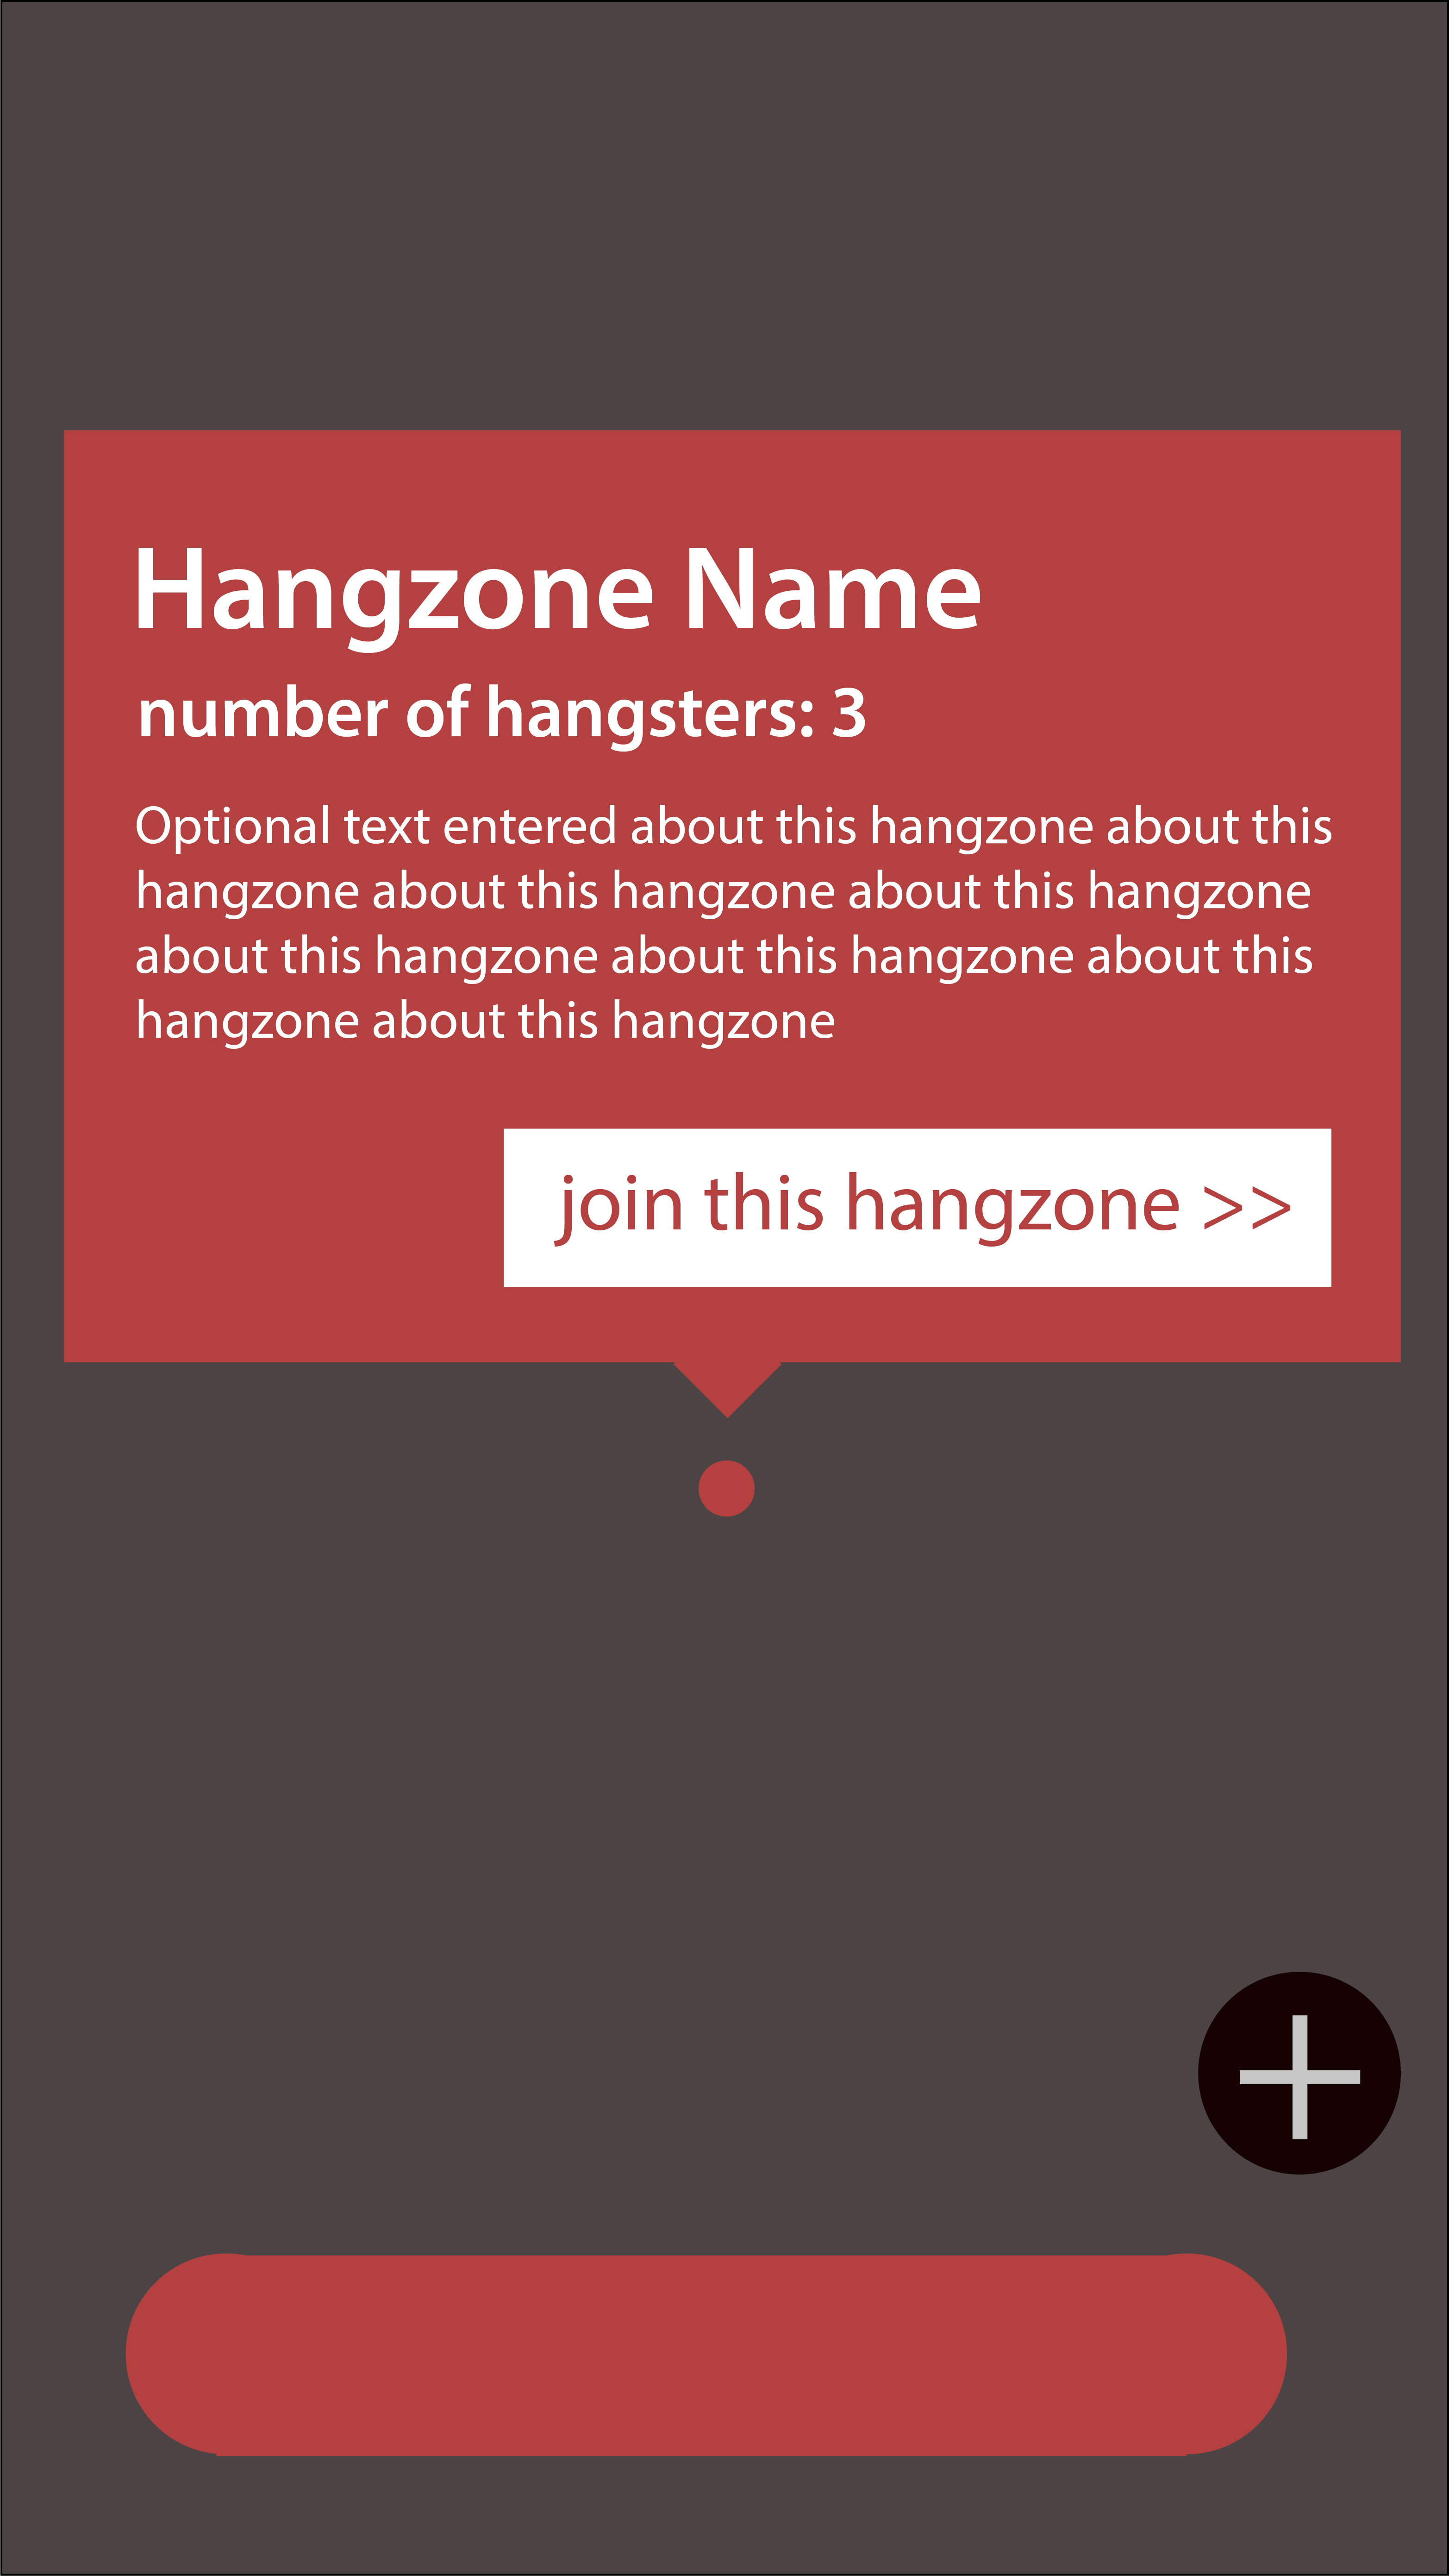 Hangzone Name
number of hangsters: 3
Optional text entered about this hangzone about this
hangzone about this hangzone about this hangzone
about this hangzone about this hangzone about this
hangzone about this hangzone
join this hangzone >>